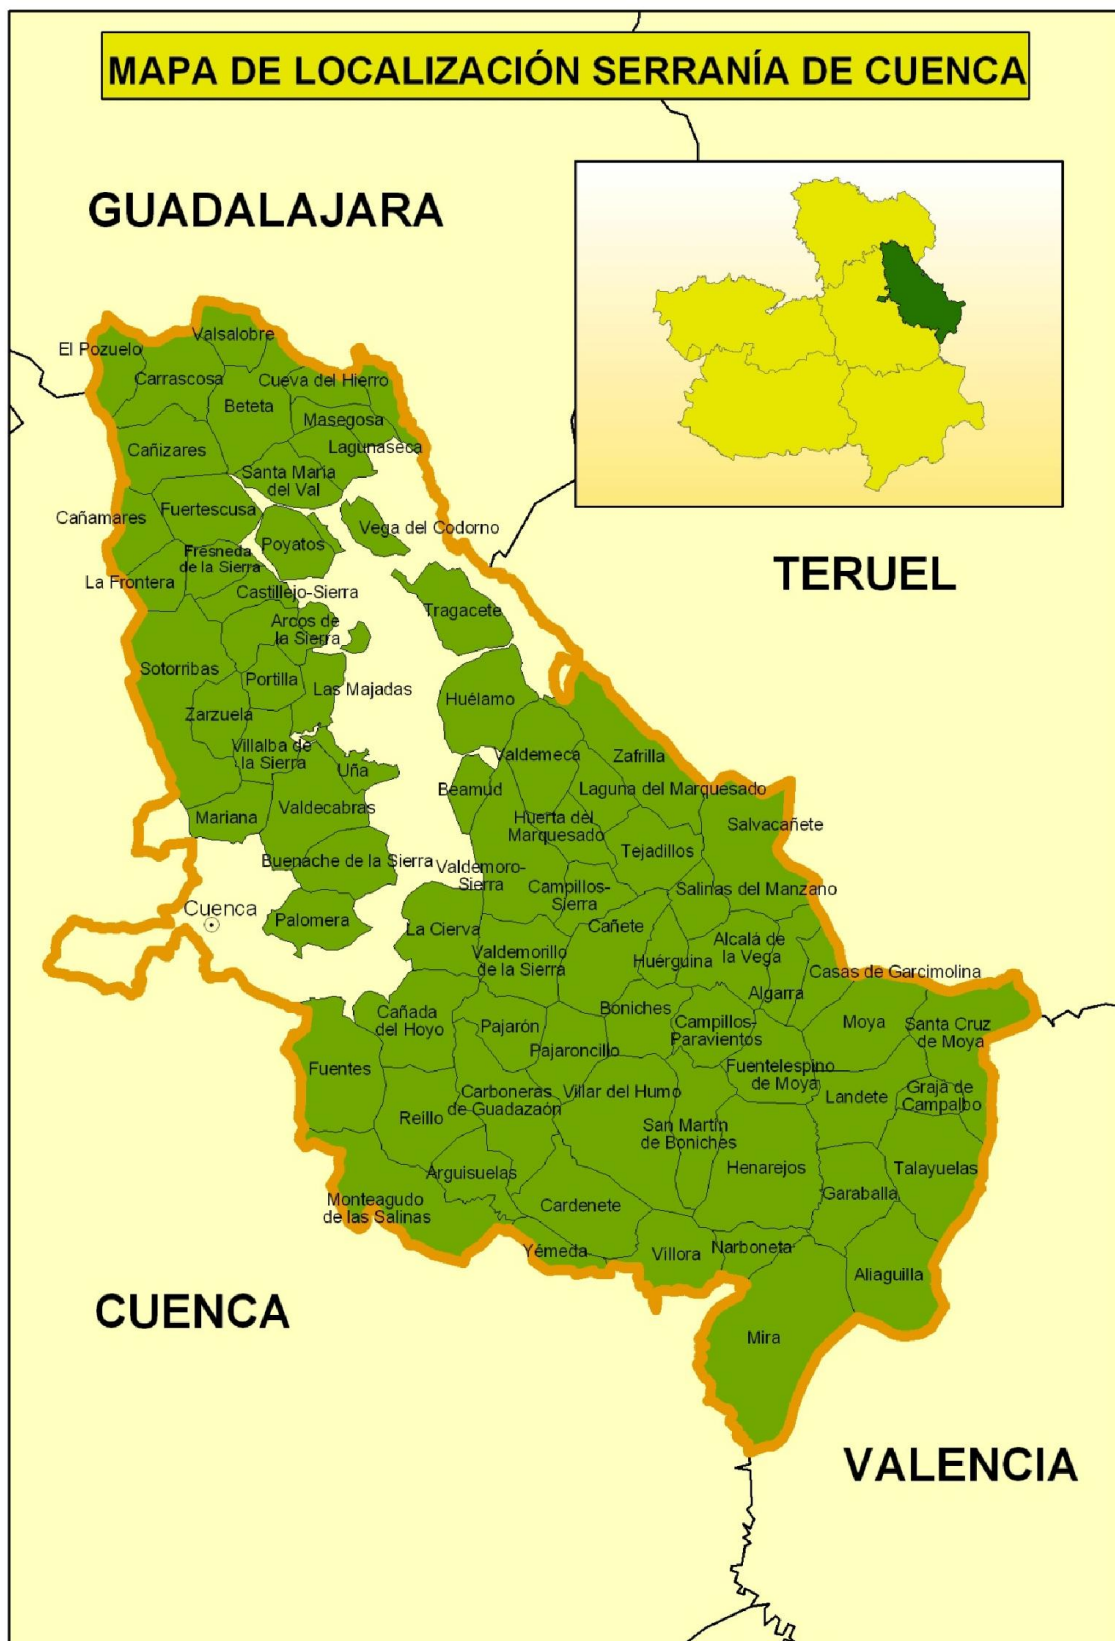 MAPA DE LOCALIZACIÓN SERRANÍA DE CUENCA
GUADALAJARA
TERUEL
CUENCA
VALENCIA
Valsalobre
El Pozuelo
Carrascosa
Cueva del Hierro
Beteta
Masegosa
Lagunaseca
Cañizares
Santa María
del Val
Fuertescusa
Cañamares
Vega del Codorno
Poyatos
Fresneda
de la Sierra
La Frontera
Castillejo-Sierra
Tragacete
Arcos de
la Sierra
Sotorribas
Portilla
Las Majadas
Huélamo
Zarzuela
Villalba de
la Sierra
Uña
Valdemeca
Zafrilla
Beamud
Laguna del Marquesado
Mariana
Valdecabras
Huerta del
Marquesado
Salvacañete
Tejadillos
Buenache de la Sierra
Valdemoro-
Sierra
Campillos-
Sierra
Salinas del Manzano
Cuenca
Palomera
La Cierva
Cañete
Valdemorillo
de la Sierra
Huérguina
Alcalá de
la Vega
Casas de Garcimolina
Algarra
Cañada
del Hoyo
Boniches
Pajarón
Campillos-
Paravientos
Moya
Santa Cruz
de Moya
Pajaroncillo
Fuentes
Fuentelespino
de Moya
Carboneras
de Guadazaón
Villar del Humo
Landete
Graja de
Campalbo
Reillo
San Martín
de Boniches
Arguisuelas
Henarejos
Talayuelas
Garaballa
Monteagudo
de las Salinas
Cardenete
Yémeda
Víllora
Narboneta
Aliaguilla
Mira